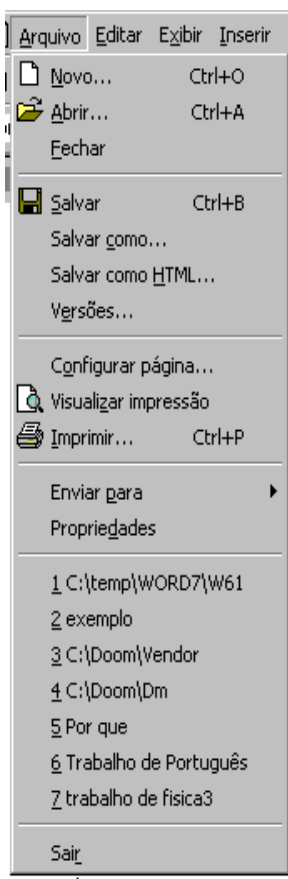 Arquivo Editar Exibir Inserir
Novo... Ctrl+O
Abrir... Ctrl+A
Fechar
Salvar Ctrl+B
Salvar como...
Salvar como HTML...
Versões...
Configurar página...
Visualizar impressão
Imprimir... Ctrl+P
Enviar para
Propriedades
1 C:\temp\WORD7\W61
2 exemplo
3 C:\Doom\Vendor
4 C:\Doom\Dm
5 Por que
6 Trabalho de Português
7 trabalho de fisica3
Sair